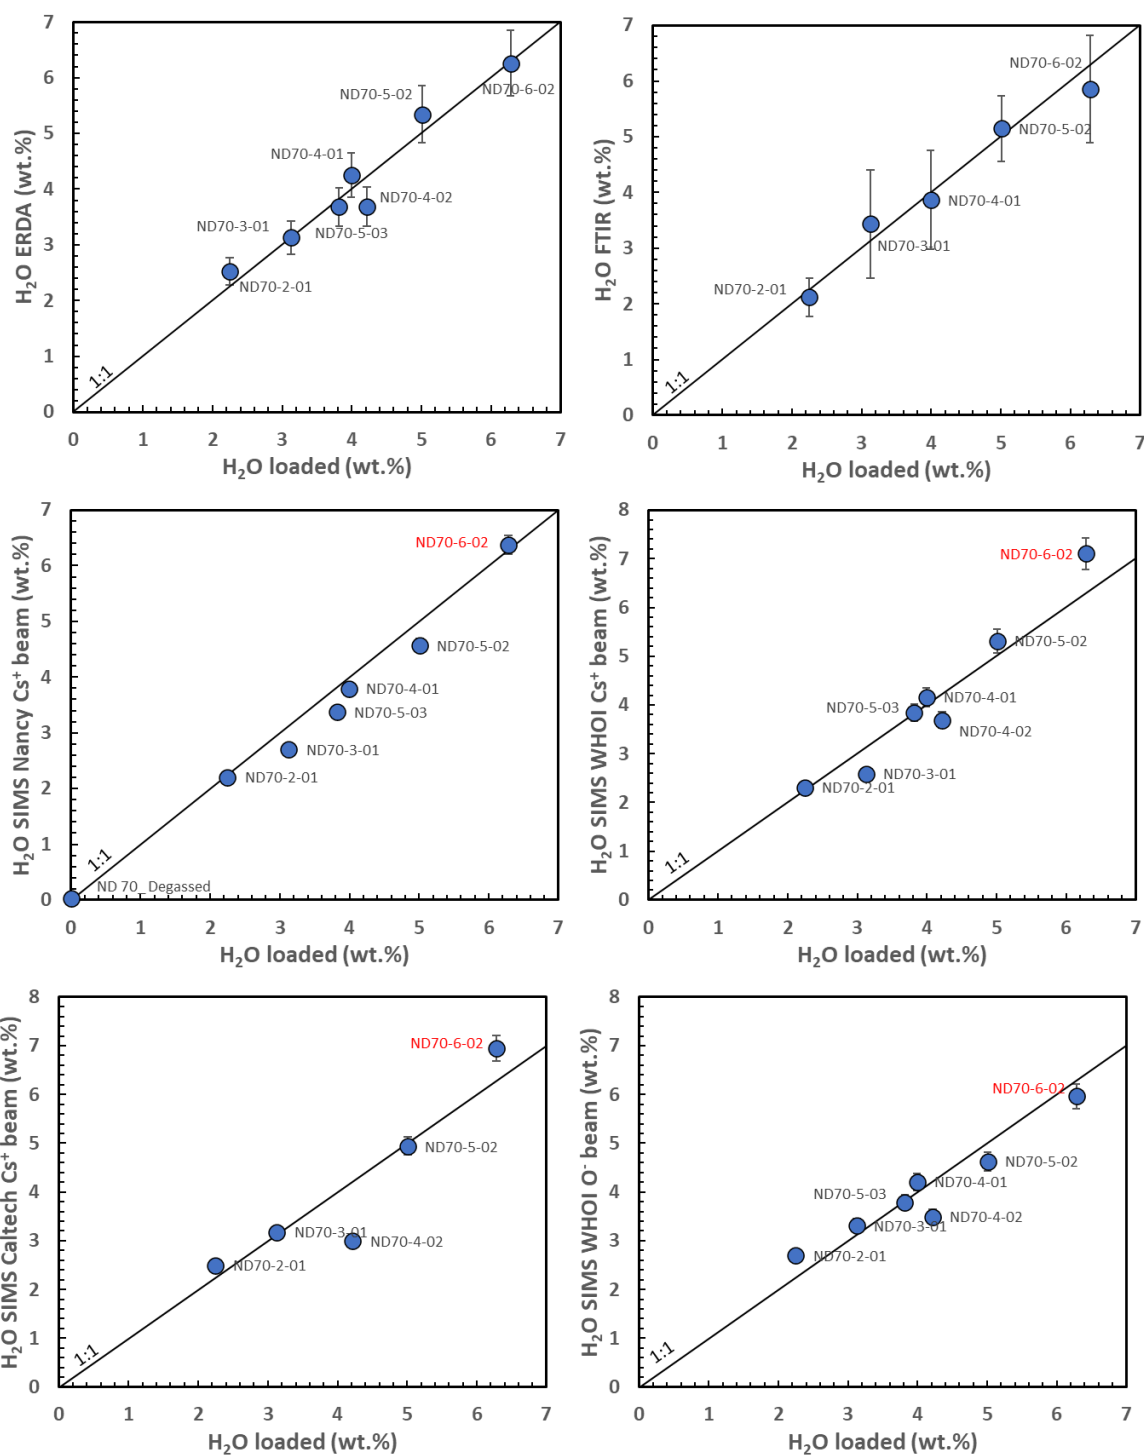 7
6
5
4
3
2
1
0
H₂O ERDA (wt.%)
ND70-5-02
ND70-6-02
ND70-4-01
ND70-4-02
ND70-3-01
ND70-5-03
ND70-2-01
1:1
0 1 2 3 4 5 6 7
H₂O loaded (wt.%)
7
6
5
4
3
2
1
0
H₂O FTIR (wt.%)
ND70-6-02
ND70-5-02
ND70-4-01
ND70-3-01
ND70-2-01
1:1
0 1 2 3 4 5 6 7
H₂O loaded (wt.%)
7
6
5
4
3
2
1
0
H₂O SIMS Nancy Cs⁺ beam (wt.%)
ND70-6-02
ND70-5-02
ND70-4-01
ND70-5-03
ND70-3-01
ND70-2-01
1:1
ND 70_Degassed
0 1 2 3 4 5 6 7
H₂O loaded (wt.%)
8
7
6
5
4
3
2
1
0
H₂O SIMS WHOI Cs⁺ beam (wt.%)
ND70-6-02
ND70-5-02
ND70-4-01
ND70-5-03
ND70-4-02
ND70-3-01
ND70-2-01
1:1
0 1 2 3 4 5 6 7
H₂O loaded (wt.%)
8
7
6
5
4
3
2
1
0
H₂O SIMS Caltech Cs⁺ beam (wt.%)
ND70-6-02
ND70-5-02
ND70-3-01
ND70-4-02
ND70-2-01
1:1
0 1 2 3 4 5 6 7
H₂O loaded (wt.%)
8
7
6
5
4
3
2
1
0
H₂O SIMS WHOI O⁻ beam (wt.%)
ND70-6-02
ND70-5-02
ND70-4-01
ND70-5-03
ND70-4-02
ND70-3-01
ND70-2-01
1:1
0 1 2 3 4 5 6 7
H₂O loaded (wt.%)